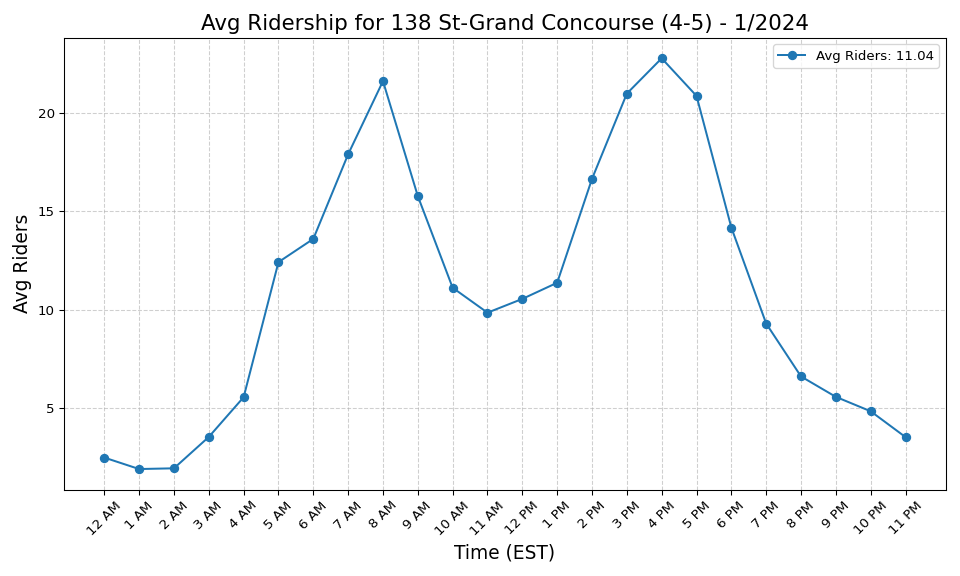 Avg Ridership for 138 St-Grand Concourse (4-5) - 1/2024
Avg Riders: 11.04
Avg Riders
20
15
10
5
12 AM
1 AM
2 AM
3 AM
4 AM
5 AM
6 AM
7 AM
8 AM
9 AM
10 AM
11 AM
12 PM
1 PM
2 PM
3 PM
4 PM
5 PM
6 PM
7 PM
8 PM
9 PM
10 PM
11 PM
Time (EST)